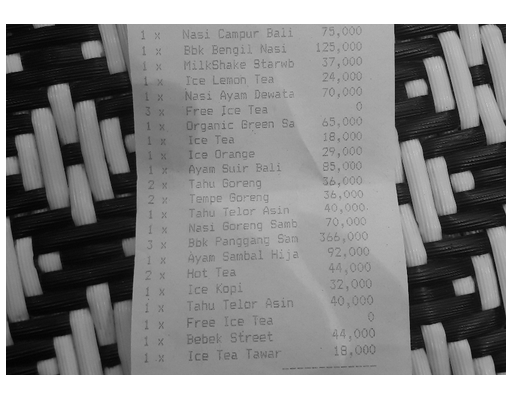 1 x Nasi Campur Bali 75,000
1 x Bbk Bengil Nasi 125,000
1 x MilkShake Starwb 37,000
1 x Ice Lemon Tea 24,000
1 x Nasi Ayam Dewata 70,000
3 x Free Ice Tea 0
1 x Organic Green Sa 65,000
1 x Ice Tea 18,000
1 x Ice Orange 29,000
1 x Ayam Suir Bali 85,000
2 x Tahu Goreng 36,000
2 x Tempe Goreng 36,000
1 x Tahu Telor Asin 40,000
1 x Nasi Goreng Samb 70,000
3 x Bbk Panggang Sam 366,000
1 x Ayam Sambal Hija 92,000
2 x Hot Tea 44,000
1 x Ice Kopi 32,000
1 x Tahu Telor Asin 40,000
1 x Free Ice Tea 0
1 x Bebek Street 44,000
1 x Ice Tea Tawar 18,000